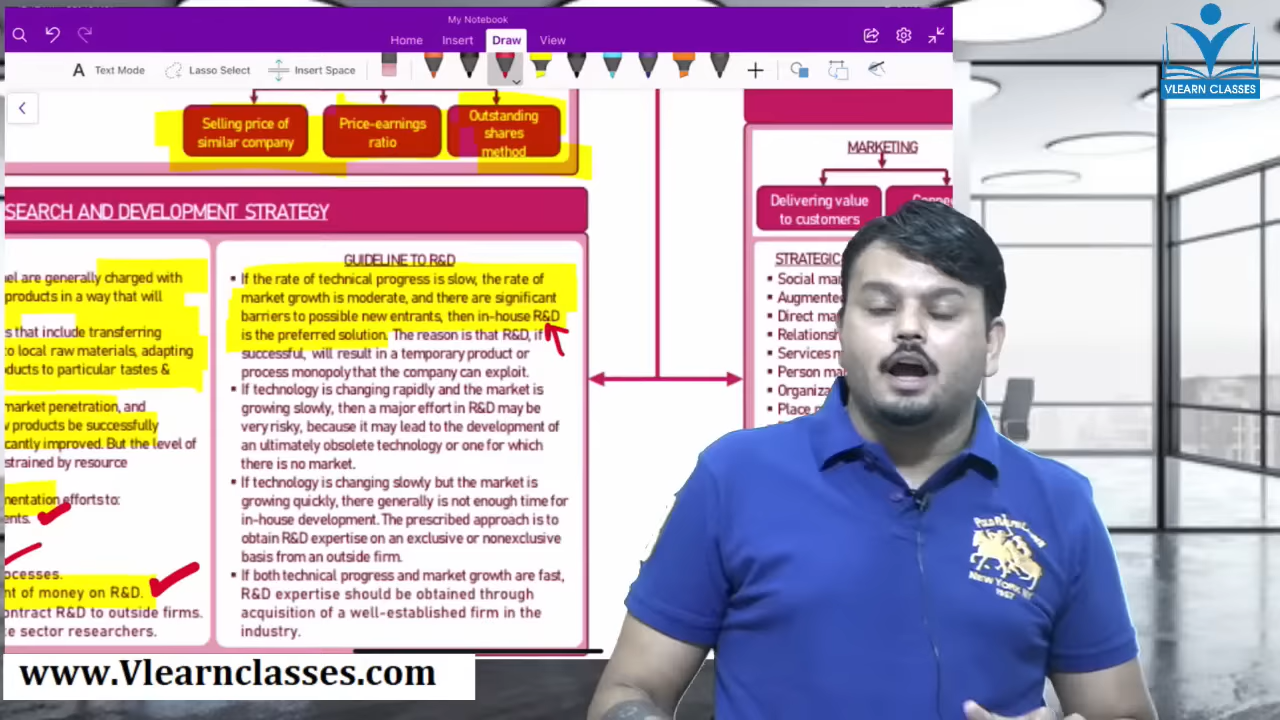 My Notebook
Home Insert Draw View
Text Mode Lasso Select Insert Space
VLEARN CLASSES
Selling price of
similar company
Price-earnings
ratio
Outstanding
shares
method
SEARCH AND DEVELOPMENT STRATEGY
el are generally charged with
products in a way that will
s that include transferring
o local raw materials, adapting
ducts to particular tastes &
market penetration, and
products be successfully
cantly improved. But the level of
strained by resource
mentation efforts to:
ents.
ocesses.
nt of money on R&D.
ontract R&D to outside firms.
e sector researchers.
GUIDELINE TO R&D
▪ If the rate of technical progress is slow, the rate of
market growth is moderate, and there are significant
barriers to possible new entrants, then in-house R&D
is the preferred solution. The reason is that R&D, if
successful, will result in a temporary product or
process monopoly that the company can exploit.
▪ If technology is changing rapidly and the market is
growing slowly, then a major effort in R&D may be
very risky, because it may lead to the development of
an ultimately obsolete technology or one for which
there is no market.
▪ If technology is changing slowly but the market is
growing quickly, there generally is not enough time for
in-house development. The prescribed approach is to
obtain R&D expertise on an exclusive or nonexclusive
basis from an outside firm.
▪ If both technical progress and market growth are fast,
R&D expertise should be obtained through
acquisition of a well-established firm in the
industry.
MARKETING
Delivering value
to customers
STRATEGIC
▪ Social ma
▪ Augmente
▪ Direct ma
▪ Relations
▪ Services m
▪ Person ma
▪ Organiza
▪ Place
NEW YORK
1967
www.Vlearnclasses.com